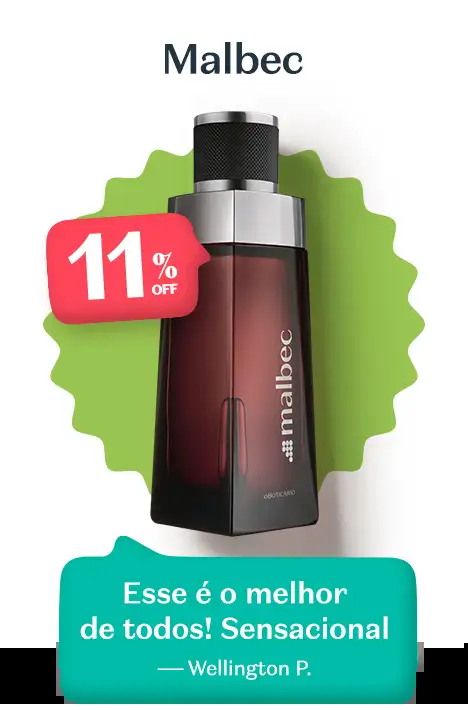 Malbec
11%
OFF
malbec
OBOTICÁRIO
Esse é o melhor
de todos! Sensacional
— Wellington P.